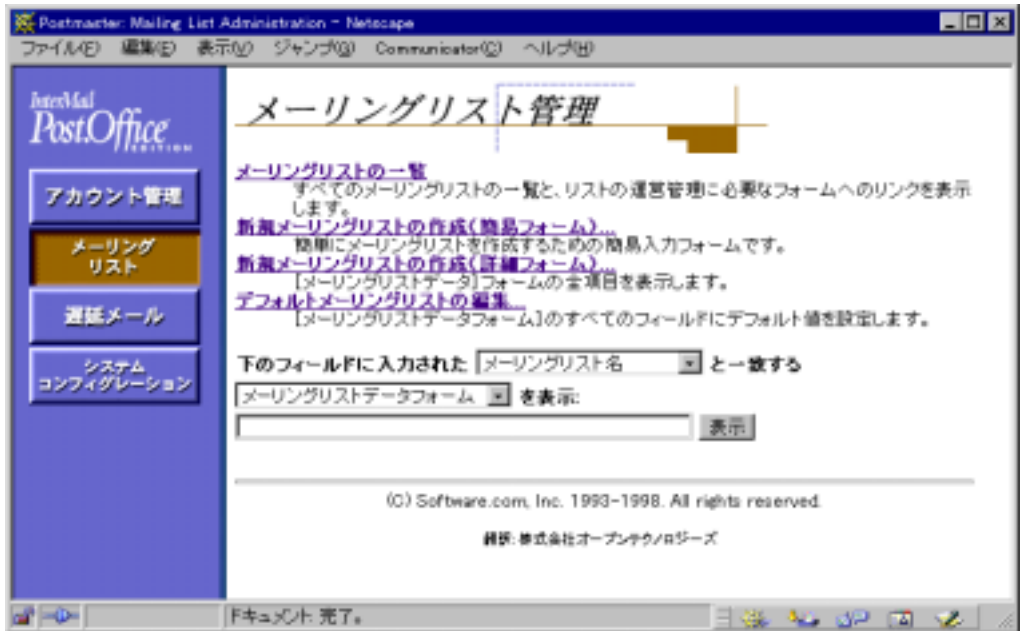 Postmaster: Mailing List Administration - Netscape
ファイル(F) 編集(E) 表示(V) ジャンプ(G) Communicator(C) ヘルプ(H)
InterMail
Post.Office
EDITION
アカウント管理
メーリング
リスト
遅延メール
システム
コンフィグレーション
メーリングリスト管理
メーリングリストの一覧
すべてのメーリングリストの一覧と、リストの運営管理に必要なフォームへのリンクを表示
します。
新規メーリングリストの作成(簡易フォーム)...
簡単にメーリングリストを作成するための簡易入力フォームです。
新規メーリングリストの作成(詳細フォーム)...
[メーリングリストデータ]フォームの全項目を表示します。
デフォルトメーリングリストの編集...
[メーリングリストデータフォーム]のすべてのフィールドにデフォルト値を設定します。
下のフィールドに入力された メーリングリスト名 と一致する
メーリングリストデータフォーム を表示:
表示
(C) Software.com, Inc. 1993-1998. All rights reserved.
翻訳: 株式会社オープンテクノロジーズ
ドキュメント: 完了。